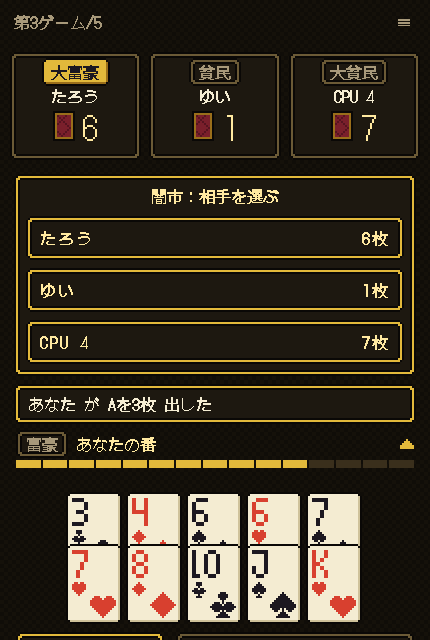 第3ゲーム/5
≡
大富豪
たろう
6
貧民
ゆい
1
大貧民
CPU 4
7
闇市：相手を選ぶ
たろう 6枚
ゆい 1枚
CPU 4 7枚
あなた が Aを3枚 出した
富豪 あなたの番
3 4 6 6 7
7 8 10 J K